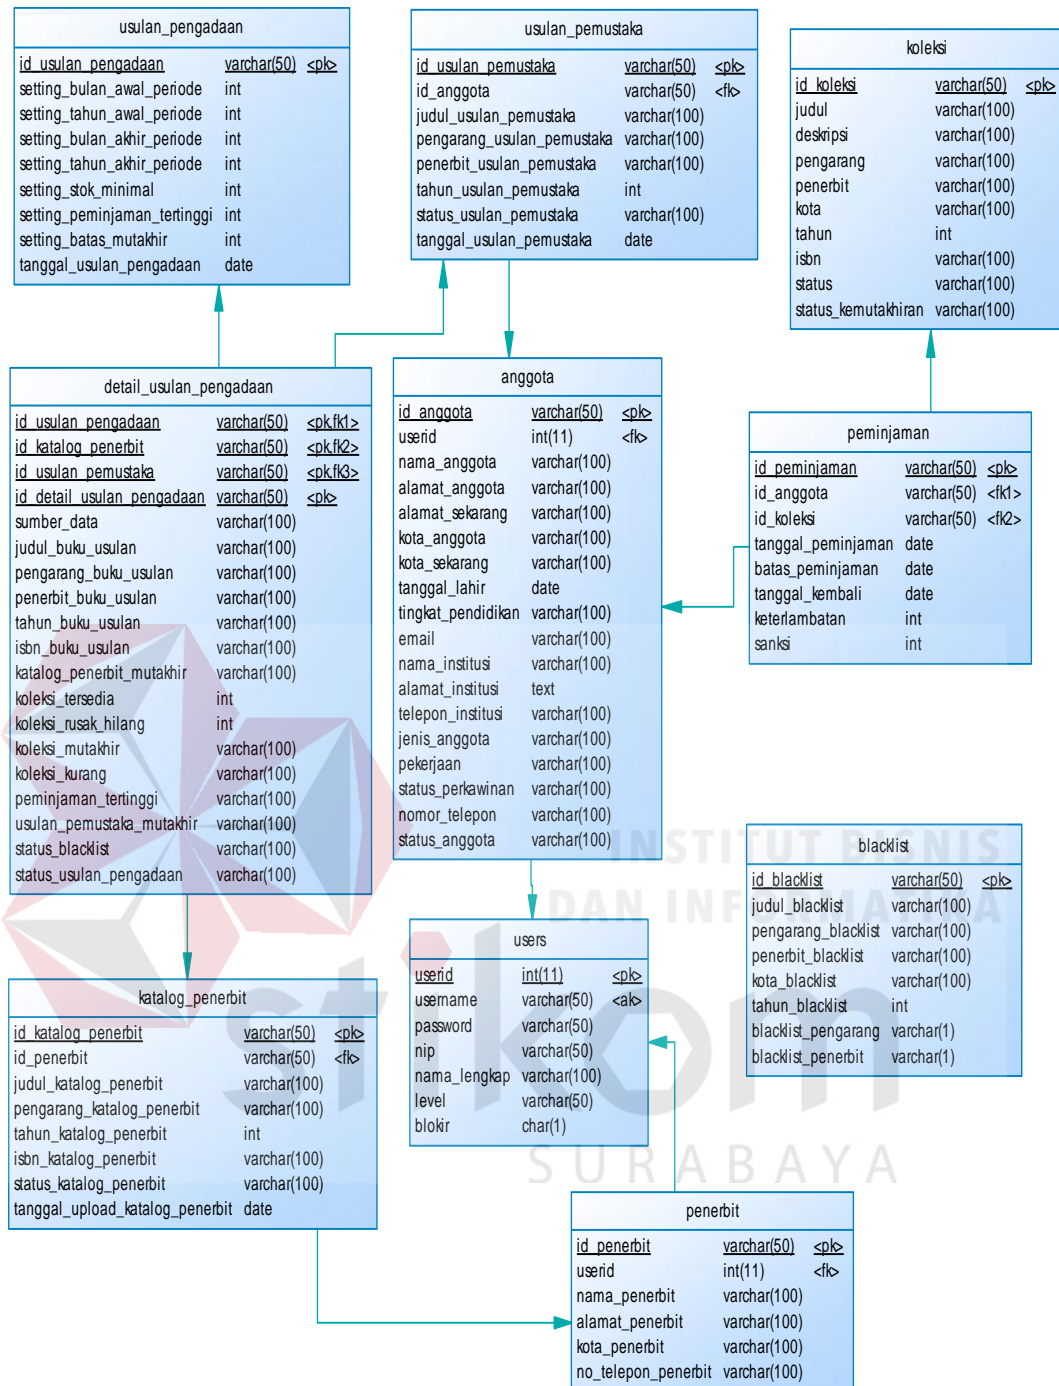 usulan_pengadaan
id_usulan_pengadaan varchar(50) <pk>
setting_bulan_awal_periode int
setting_tahun_awal_periode int
setting_bulan_akhir_periode int
setting_tahun_akhir_periode int
setting_stok_minimal int
setting_peminjaman_tertinggi int
setting_batas_mutakhir int
tanggal_usulan_pengadaan date
usulan_pemustaka
id_usulan_pemustaka varchar(50) <pk>
id_anggota varchar(50) <fk>
judul_usulan_pemustaka varchar(100)
pengarang_usulan_pemustaka varchar(100)
penerbit_usulan_pemustaka varchar(100)
tahun_usulan_pemustaka int
status_usulan_pemustaka varchar(100)
tanggal_usulan_pemustaka date
koleksi
id_koleksi varchar(50) <pk>
judul varchar(100)
deskripsi varchar(100)
pengarang varchar(100)
penerbit varchar(100)
kota varchar(100)
tahun int
isbn varchar(100)
status varchar(100)
status_kemutakhiran varchar(100)
detail_usulan_pengadaan
id_usulan_pengadaan varchar(50) <pk,fk1>
id_katalog_penerbit varchar(50) <pk,fk2>
id_usulan_pemustaka varchar(50) <pk,fk3>
id_detail_usulan_pengadaan varchar(50) <pk>
sumber_data varchar(100)
judul_buku_usulan varchar(100)
pengarang_buku_usulan varchar(100)
penerbit_buku_usulan varchar(100)
tahun_buku_usulan varchar(100)
isbn_buku_usulan varchar(100)
katalog_penerbit_mutakhir varchar(100)
koleksi_tersedia int
koleksi_rusak_hilang int
koleksi_mutakhir varchar(100)
koleksi_kurang varchar(100)
peminjaman_tertinggi varchar(100)
usulan_pemustaka_mutakhir varchar(100)
status_blacklist varchar(100)
status_usulan_pengadaan varchar(100)
anggota
id_anggota varchar(50) <pk>
userid int(11) <fk>
nama_anggota varchar(100)
alamat_anggota varchar(100)
alamat_sekarang varchar(100)
kota_anggota varchar(100)
kota_sekarang varchar(100)
tanggal_lahir date
tingkat_pendidikan varchar(100)
email varchar(100)
nama_institusi varchar(100)
alamat_institusi text
telepon_institusi varchar(100)
jenis_anggota varchar(100)
pekerjaan varchar(100)
status_perkawinan varchar(100)
nomor_telepon varchar(100)
status_anggota varchar(100)
peminjaman
id_peminjaman varchar(50) <pk>
id_anggota varchar(50) <fk1>
id_koleksi varchar(50) <fk2>
tanggal_peminjaman date
batas_peminjaman date
tanggal_kembali date
keterlambatan int
sanksi int
INSTITUT BISNIS
DAN INFORMATIKA
stikom
SURABAYA
blacklist
id_blacklist varchar(50) <pk>
judul_blacklist varchar(100)
pengarang_blacklist varchar(100)
penerbit_blacklist varchar(100)
kota_blacklist varchar(100)
tahun_blacklist int
blacklist_pengarang varchar(1)
blacklist_penerbit varchar(1)
users
userid int(11) <pk>
username varchar(50) <ak>
password varchar(50)
nip varchar(50)
nama_lengkap varchar(100)
level varchar(50)
blokir char(1)
katalog_penerbit
id_katalog_penerbit varchar(50) <pk>
id_penerbit varchar(50) <fk>
judul_katalog_penerbit varchar(100)
pengarang_katalog_penerbit varchar(100)
tahun_katalog_penerbit int
isbn_katalog_penerbit varchar(100)
status_katalog_penerbit varchar(100)
tanggal_upload_katalog_penerbit date
penerbit
id_penerbit varchar(50) <pk>
userid int(11) <fk>
nama_penerbit varchar(100)
alamat_penerbit varchar(100)
kota_penerbit varchar(100)
no_telepon_penerbit varchar(100)